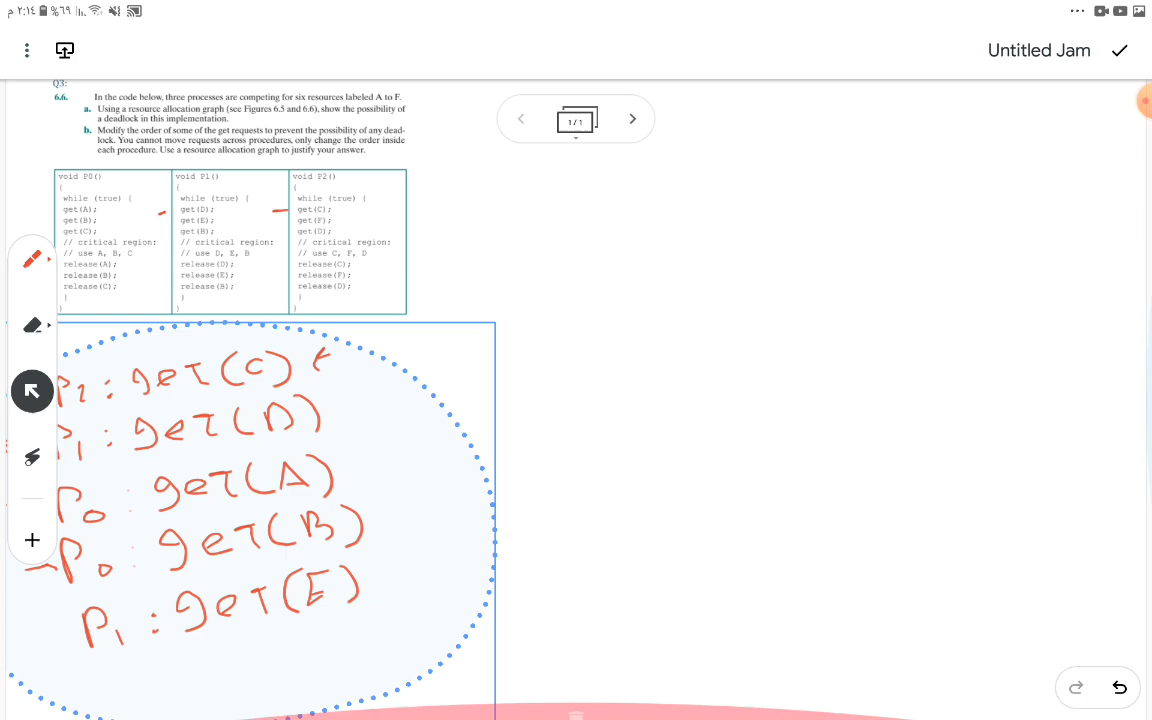 م ٢:١٤ %٦٩
Untitled Jam
1 / 1
Q3:
6.6. In the code below, three processes are competing for six resources labeled A to F.
a. Using a resource allocation graph (see Figures 6.5 and 6.6), show the possibility of
a deadlock in this implementation.
b. Modify the order of some of the get requests to prevent the possibility of any dead-
lock. You cannot move requests across procedures, only change the order inside
each procedure. Use a resource allocation graph to justify your answer.
void P0()
{
while (true) {
get(A);
get(B);
get(C);
// critical region:
// use A, B, C
release(A);
release(B);
release(C);
}
}
void P1()
{
while (true) {
get(D);
get(E);
get(B);
// critical region:
// use D, E, B
release(D);
release(E);
release(B);
}
}
void P2()
{
while (true) {
get(C);
get(F);
get(D);
// critical region:
// use C, F, D
release(C);
release(F);
release(D);
}
}
P2 : get(C)
P1 : get(D)
P0 : get(A)
P0 : get(B)
P1 : get(E)